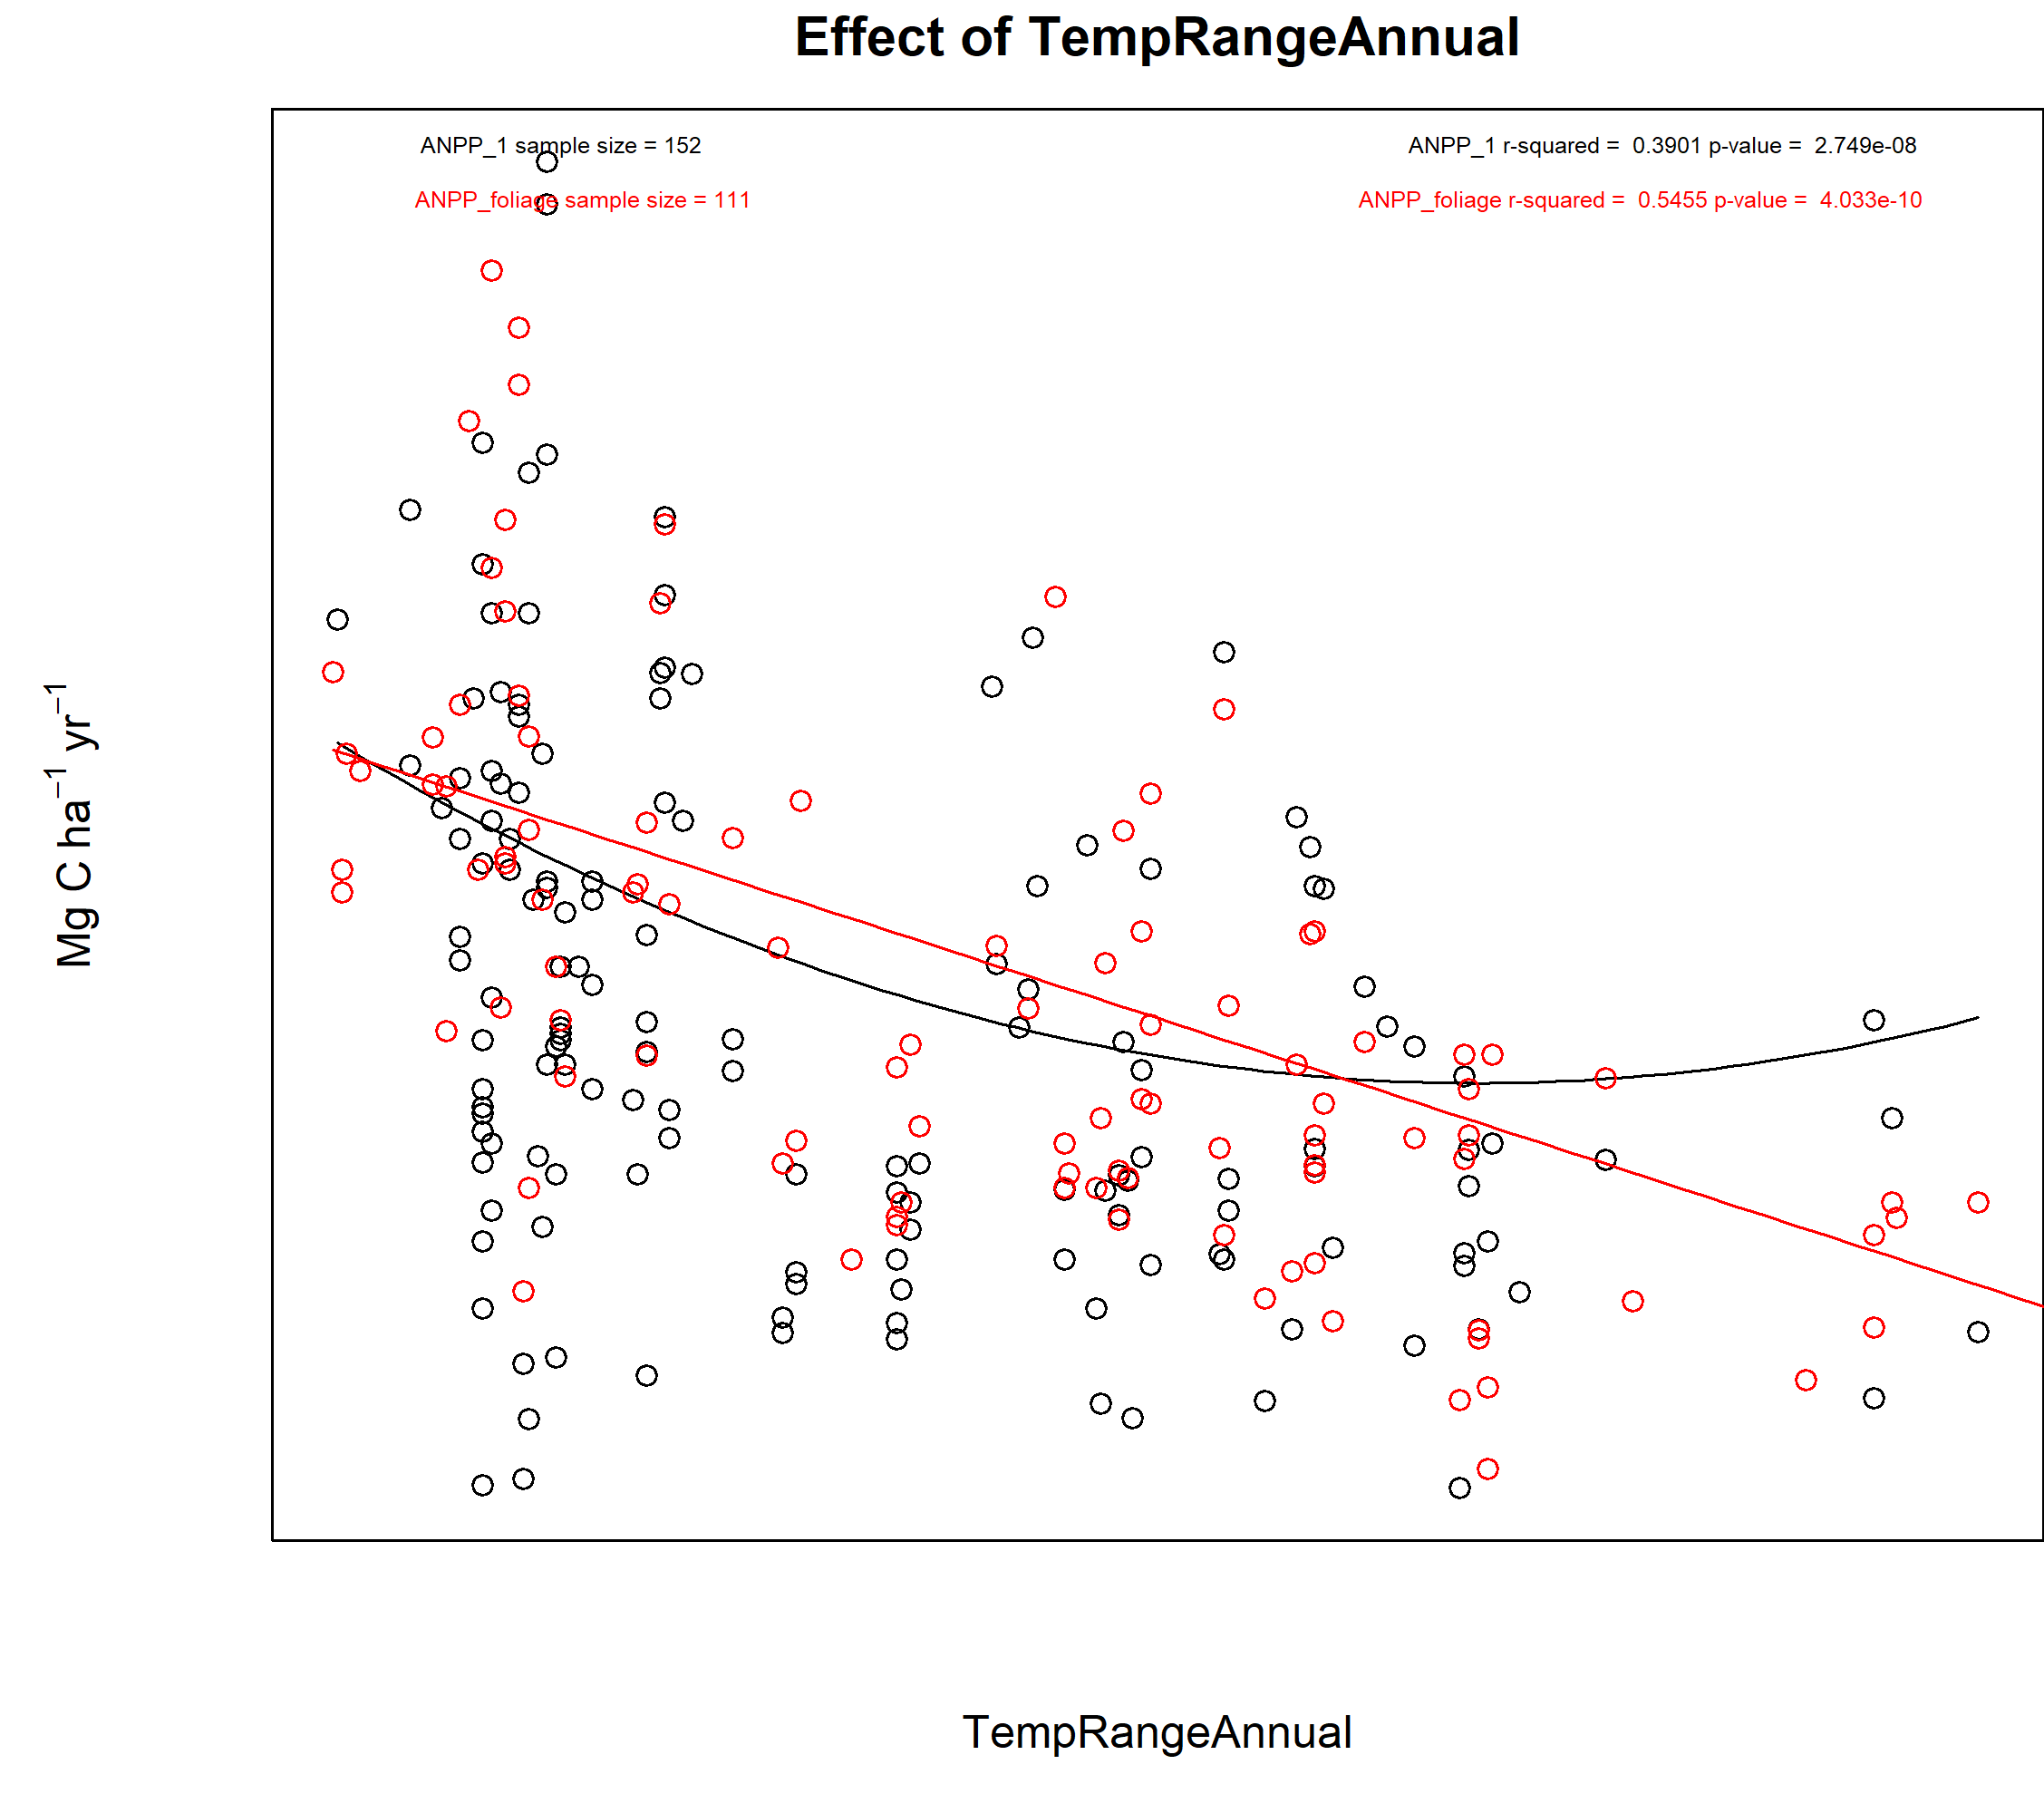 Effect of TempRangeAnnual
ANPP_1 sample size = 152
ANPP_1 r-squared = 0.3901 p-value = 2.749e-08
ANPP_foliage sample size = 111
ANPP_foliage r-squared = 0.5455 p-value = 4.033e-10
Mg C ha⁻¹ yr⁻¹
TempRangeAnnual